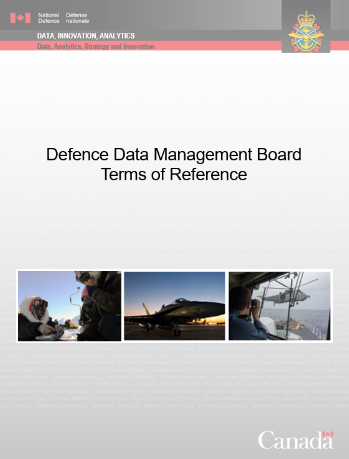 National Défense
Defence nationale
DATA, INNOVATION, ANALYTICS
Data, Analytics, Strategy and Innovation
Defence Data Management Board
Terms of Reference
Canada